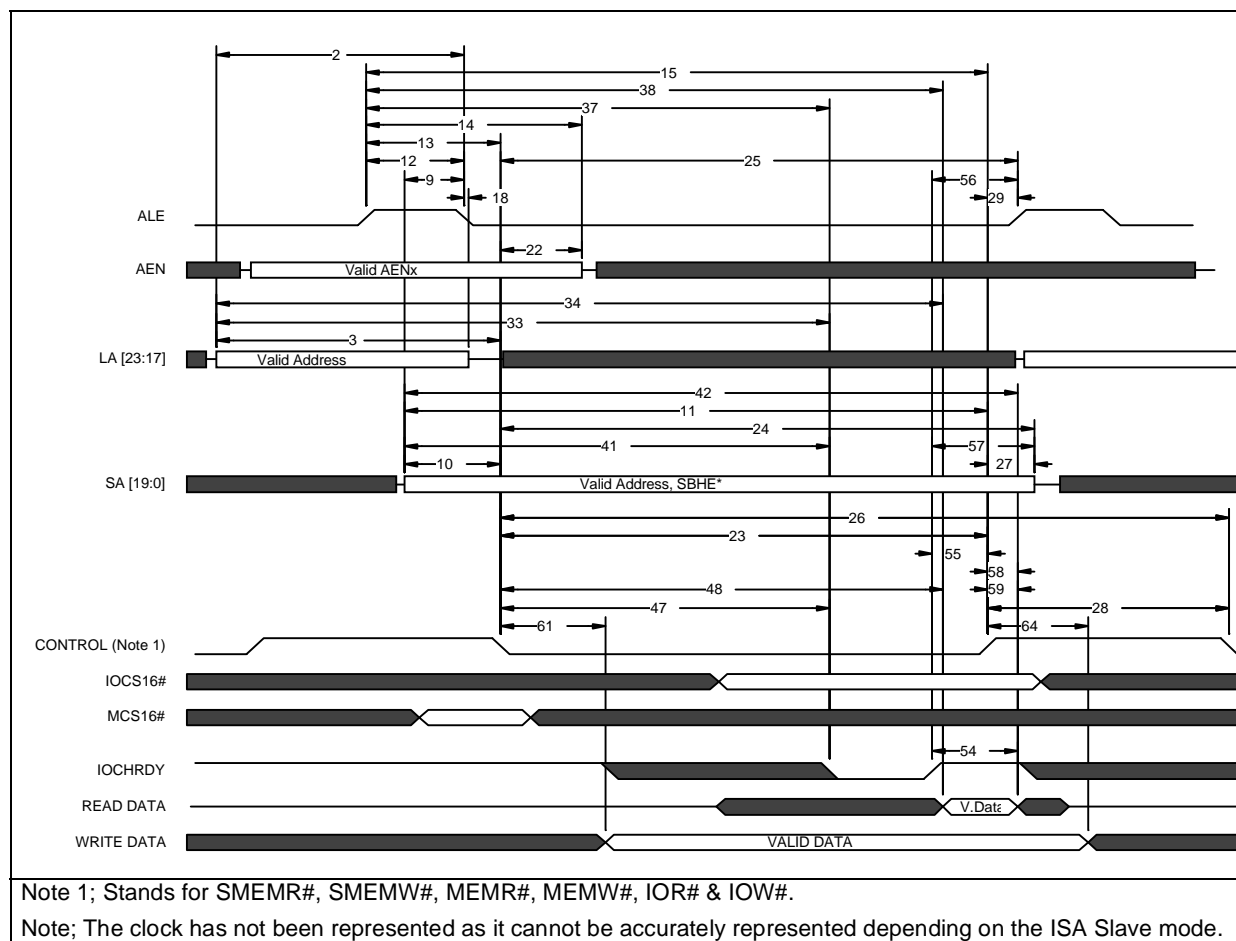 2
15
38
37
14
13
12
25
9
56
18
29
ALE
22
AEN
Valid AENx
34
33
3
LA [23:17]
Valid Address
42
11
24
41
57
10
27
SA [19:0]
Valid Address, SBHE*
26
23
55
58
48
59
47
28
61
64
CONTROL (Note 1)
IOCS16#
MCS16#
54
IOCHRDY
READ DATA
V.Data
WRITE DATA
VALID DATA
Note 1; Stands for SMEMR#, SMEMW#, MEMR#, MEMW#, IOR# & IOW#.
Note; The clock has not been represented as it cannot be accurately represented depending on the ISA Slave mode.